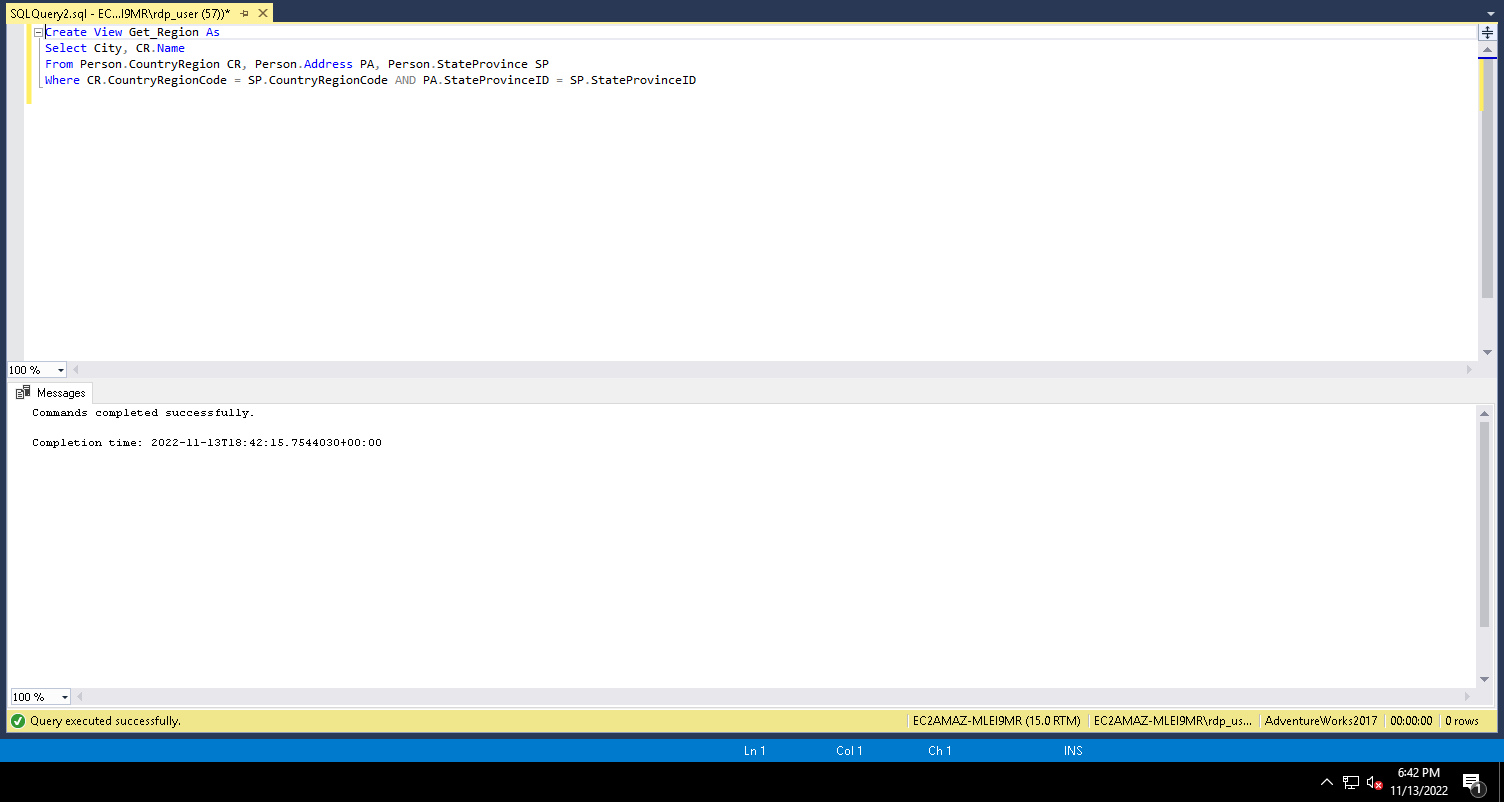 SQLQuery2.sql - EC...I9MR\rdp_user (57))*
Create View Get_Region As
Select City, CR.Name
From Person.CountryRegion CR, Person.Address PA, Person.StateProvince SP
Where CR.CountryRegionCode = SP.CountryRegionCode AND PA.StateProvinceID = SP.StateProvinceID
100 %
Messages
Commands completed successfully.
Completion time: 2022-11-13T18:42:15.7544030+00:00
100 %
Query executed successfully. EC2AMAZ-MLEI9MR (15.0 RTM) EC2AMAZ-MLEI9MR\rdp_us... AdventureWorks2017 00:00:00 0 rows
Ln 1 Col 1 Ch 1 INS
6:42 PM
11/13/2022
1